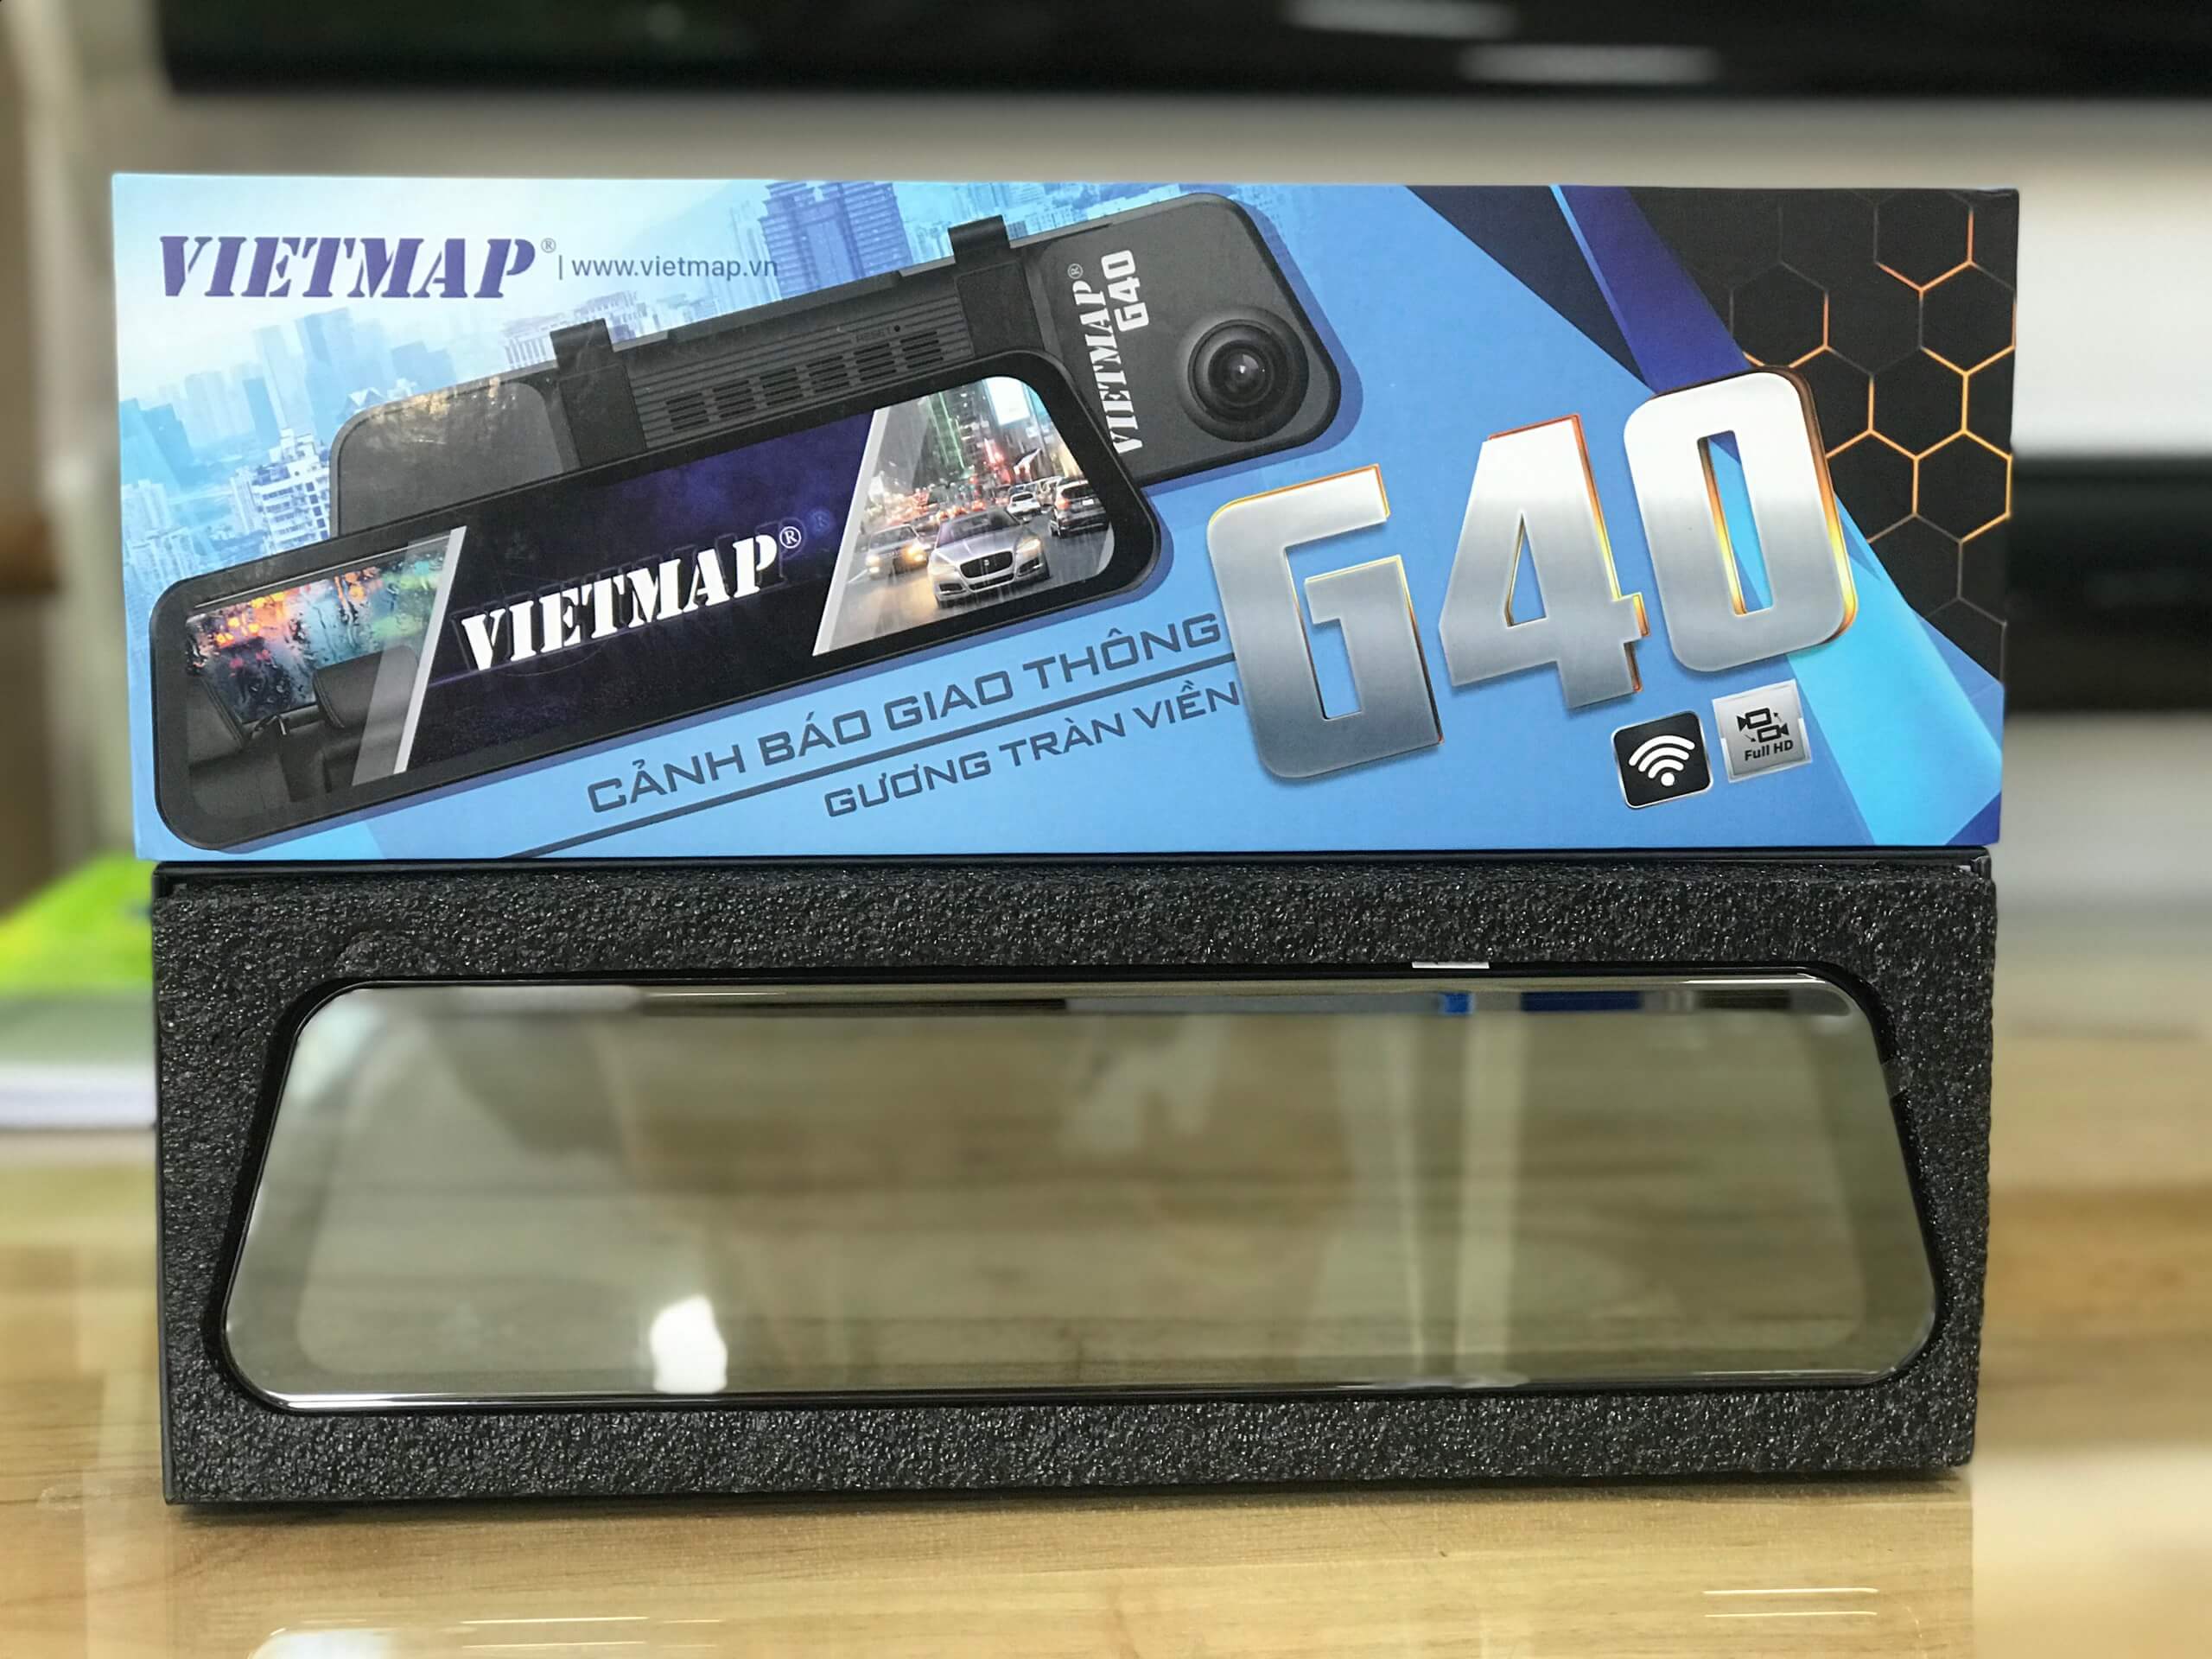 VIETMAP® | www.vietmap.vn
RESET
VIETMAP®
G40
VIETMAP®
G40
CẢNH BÁO GIAO THÔNG
GƯƠNG TRÀN VIỀN
Full HD